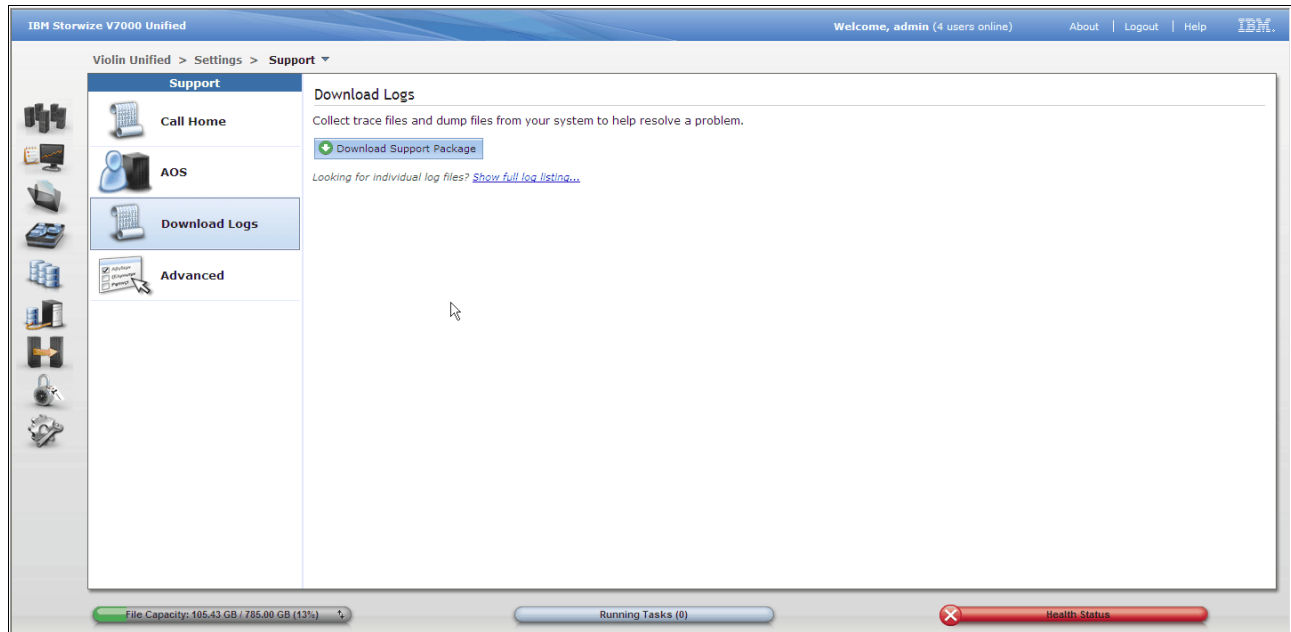 IBM Storwize V7000 Unified
Welcome, admin (4 users online)
About | Logout | Help
IBM.
Violin Unified > Settings > Support
Support
Call Home
AOS
Download Logs
Advanced
Download Logs
Collect trace files and dump files from your system to help resolve a problem.
Download Support Package
Looking for individual log files? Show full log listing...
File Capacity: 105.43 GB / 785.00 GB (13%)
Running Tasks (0)
Health Status